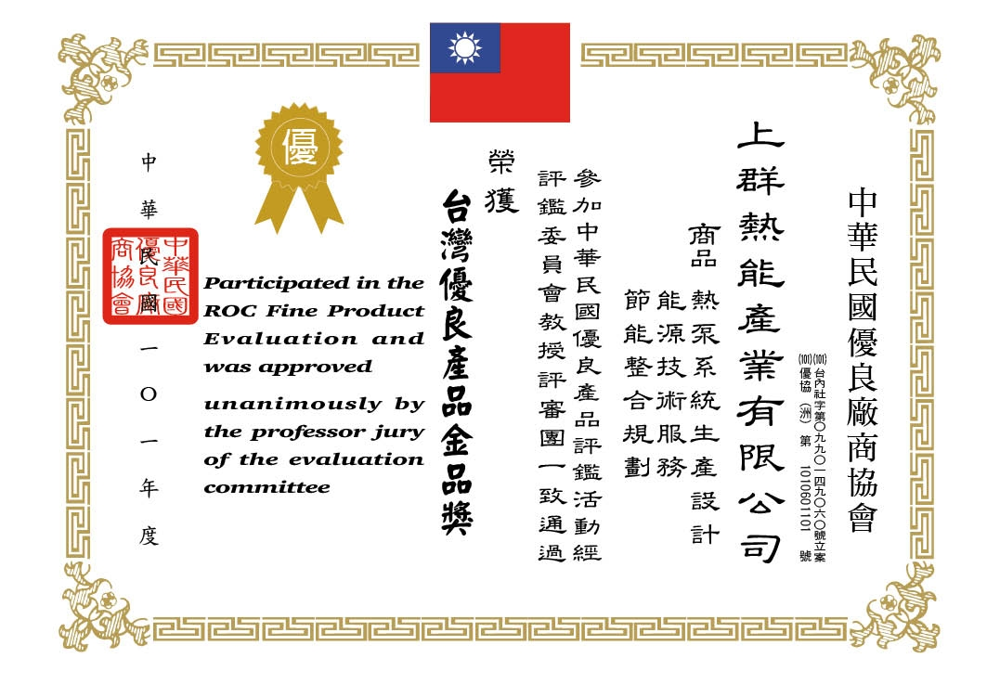 中華民國優良廠商協會
(101)台內社字第〇九九〇一四九〇六〇號立案
(101)優協(洲)第 1010601101 號
上群熱能產業有限公司
商品
熱泵系統生產設計
能源技術服務
節能整合規劃
參加中華民國優良產品評鑑活動經
評鑑委員會教授評審團一致通過
榮獲
台灣優良產品金品獎
優
Participated in the
ROC Fine Product
Evaluation and
was approved
unanimously by
the professor jury
of the evaluation
committee
中華民國一〇一年度
中華民國
優良廠
商協會